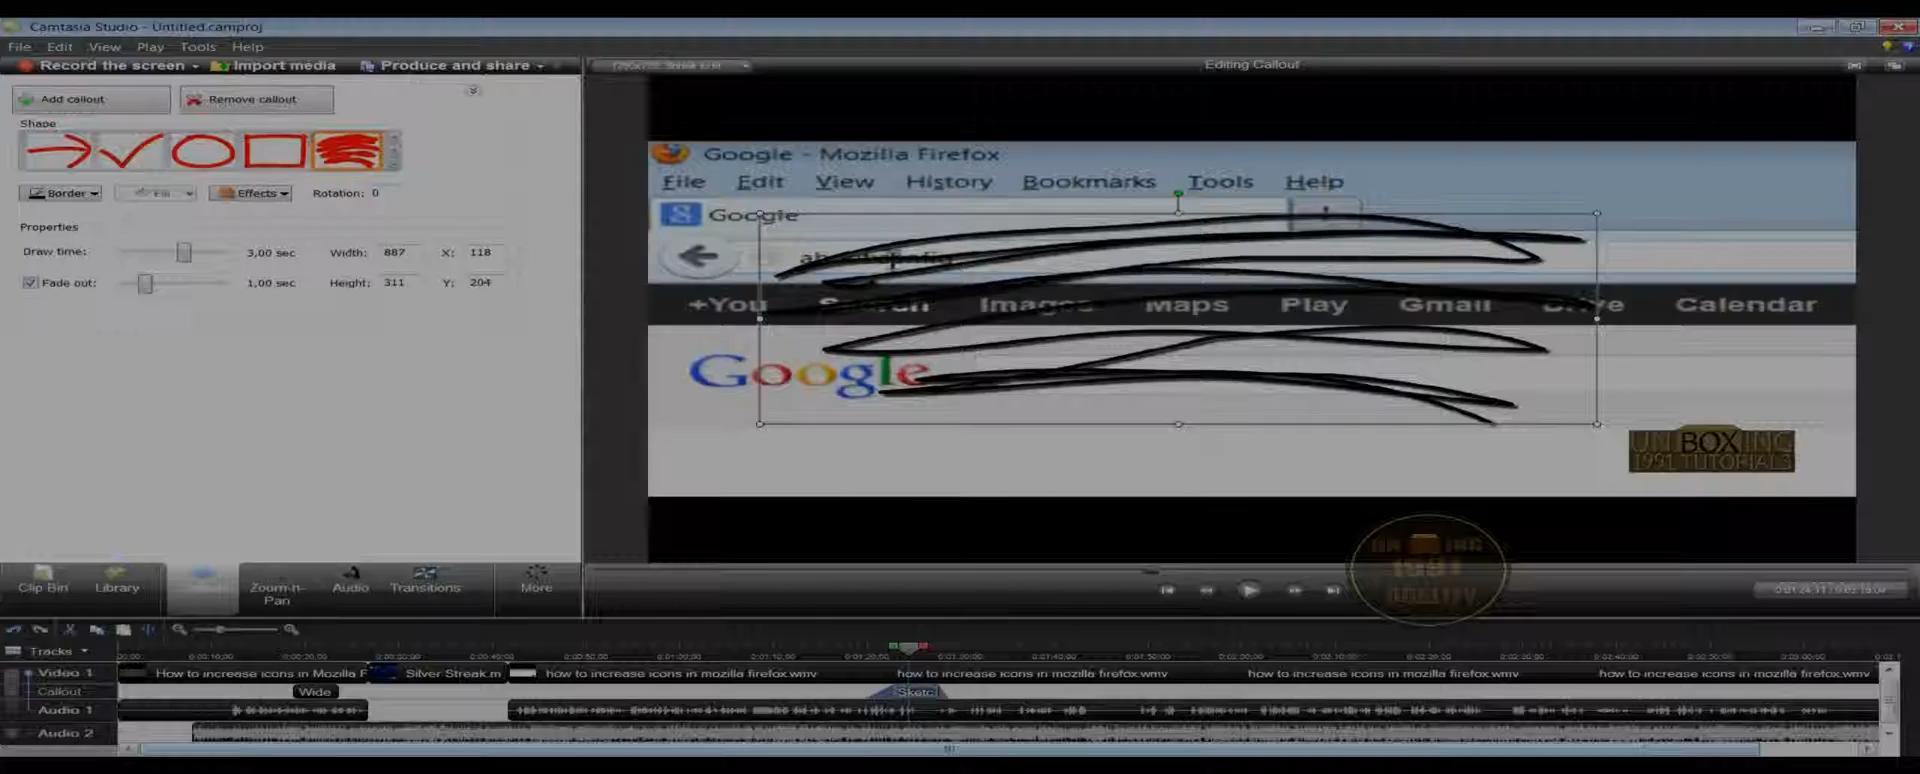 Camtasia Studio - Untitled.camproj
File Edit View Play Tools Help
Record the screen Import media Produce and share
Editing Callout
Add callout Remove callout
Shape
Border Fill Effects Rotation: 0
Properties
Draw time: 3,00 sec Width: 887 X: 118
Fade out: 1,00 sec Height: 311 Y: 204
Google - Mozilla Firefox
File Edit View History Bookmarks Tools Help
Google
+You Search Images Maps Play Gmail Drive Calendar
Google
UNBOXING
1991 TUTORIALS
1991
Clip Bin Library Zoom-n-Pan Audio Transitions More
Tracks
Video 1 How to increase icons in Mozilla F Silver Streak.m how to increase icons in mozilla firefox.wmv how to increase icons in mozilla firefox.wmv how to increase icons in mozilla firefox.wmv how to increase icons in mozilla firefox.wmv
Callout Wide Sketc
Audio 1
Audio 2